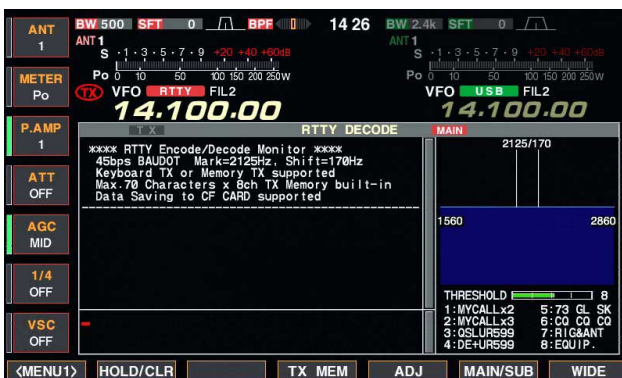 ANT
1
METER
Po
P.AMP
1
ATT
OFF
AGC
MID
1/4
OFF
VSC
OFF
BW 500 SFT 0 BPF 14 26 BW 2.4k SFT 0
ANT 1 ANT 1
S ·1·3·5·7·9 +20 +40 +60dB S ·1·3·5·7·9 +20 +40 +60dB
Po 0 10 50 100 150 200 250W Po 0 10 50 100 150 200 250W
TX VFO RTTY FIL2 VFO USB FIL2
14.100.00 14.100.00
TX RTTY DECODE MAIN
**** RTTY Encode/Decode Monitor ****
45bps BAUDOT Mark=2125Hz, Shift=170Hz
Keyboard TX or Memory TX supported
Max.70 Characters x 8ch TX Memory built-in
Data Saving to CF CARD supported
2125/170
1560 2860
THRESHOLD 8
1:MYCALLx2 5:73 GL SK
2:MYCALLx3 6:CQ CQ CQ
3:QSLUR599 7:RIG&ANT
4:DE+UR599 8:EQUIP.
<MENU1> HOLD/CLR TX MEM ADJ MAIN/SUB WIDE